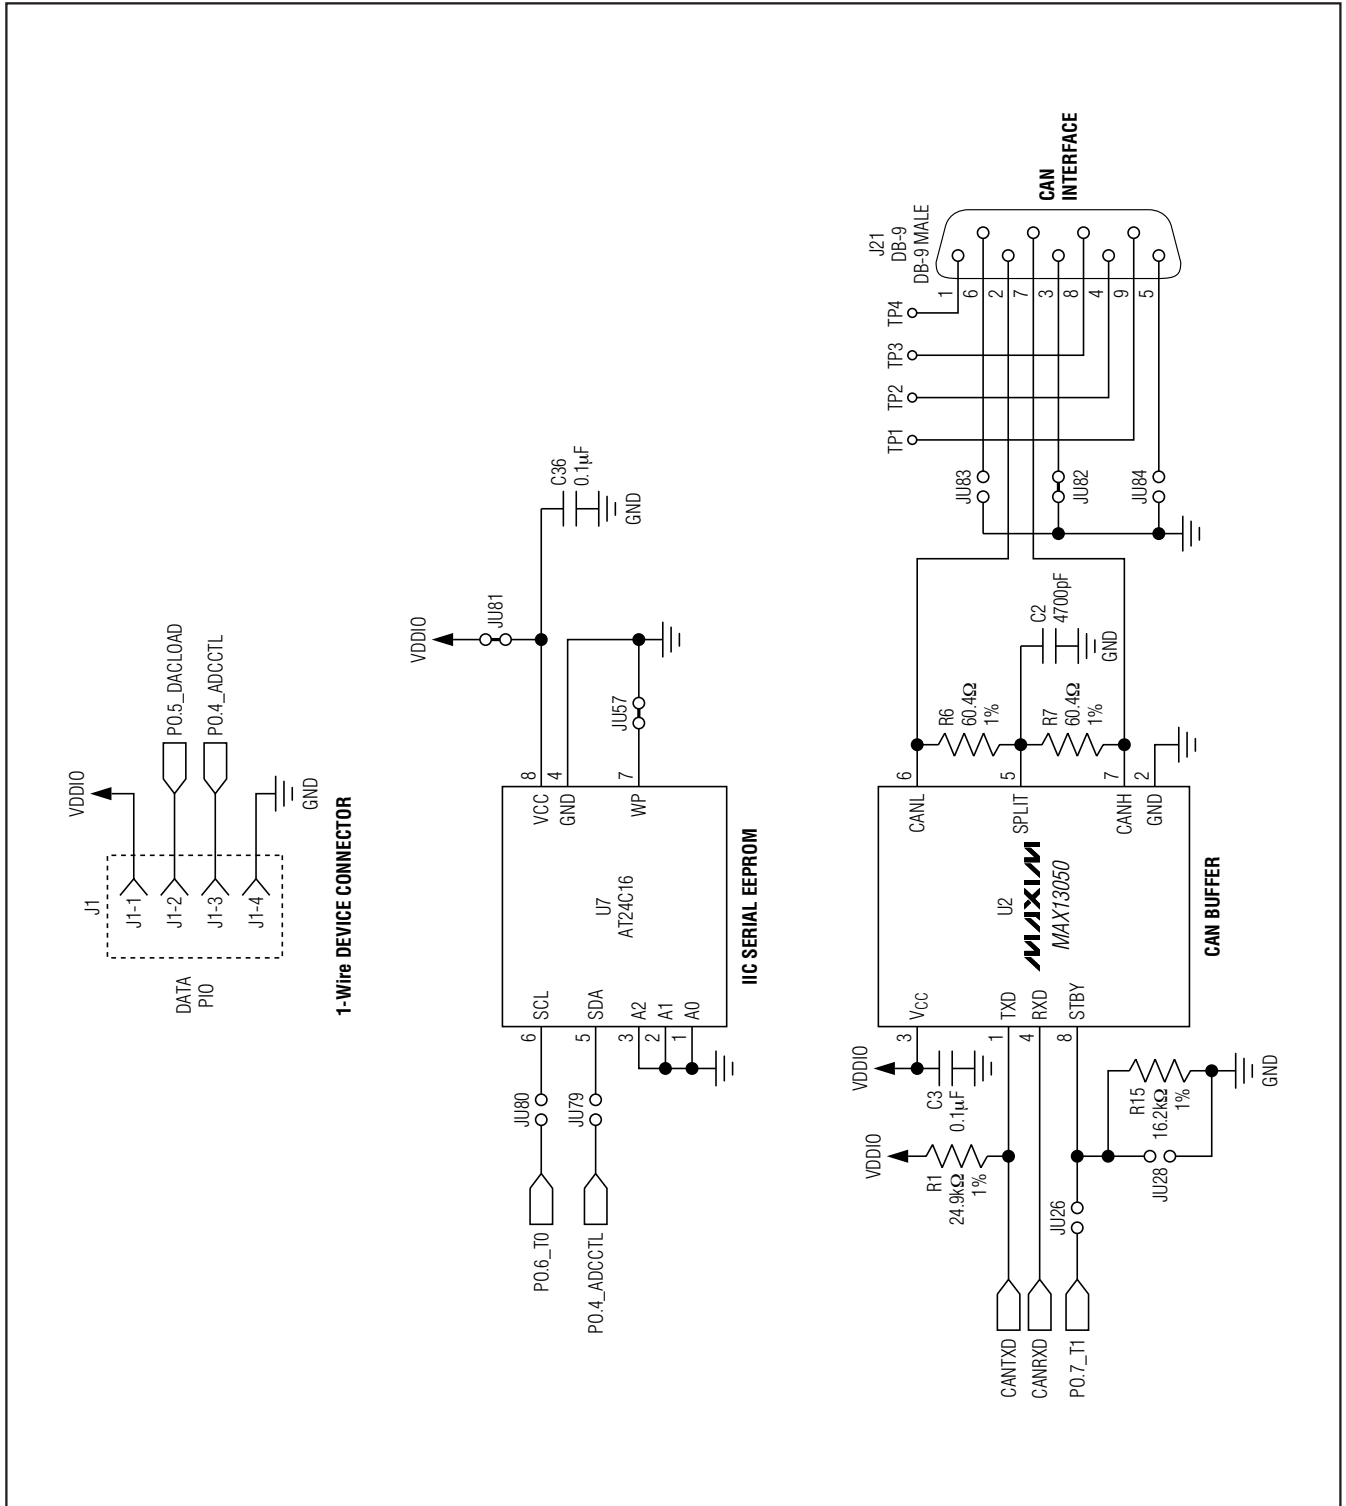 J1
VDDIO
J1-1
J1-2
J1-3
J1-4
P0.5_DACLOAD
P0.4_ADCCTL
GND
DATA
PIO
1-Wire DEVICE CONNECTOR
VDDIO
JU81
C36
0.1µF
GND
P0.6_T0
JU80
6
SCL
P0.4_ADCCTL
JU79
5
SDA
3
A2
2
A1
1
A0
U7
AT24C16
VCC
8
GND
4
WP
7
JU57
IIC SERIAL EEPROM
VDDIO
C3
0.1µF
3
VCC
VDDIO
R1
24.9kΩ
1%
CANTXD
1
TXD
CANRXD
4
RXD
P0.7_T1
JU26
8
STBY
JU28
R15
16.2kΩ
1%
GND
U2
MAXIM
MAX13050
CANL
6
SPLIT
5
CANH
7
GND
2
CAN BUFFER
R6
60.4Ω
1%
R7
60.4Ω
1%
C2
4700pF
GND
JU83
JU82
JU84
TP1
TP2
TP3
TP4
J21
DB-9
DB-9 MALE
1
6
2
7
3
8
4
9
5
CAN
INTERFACE